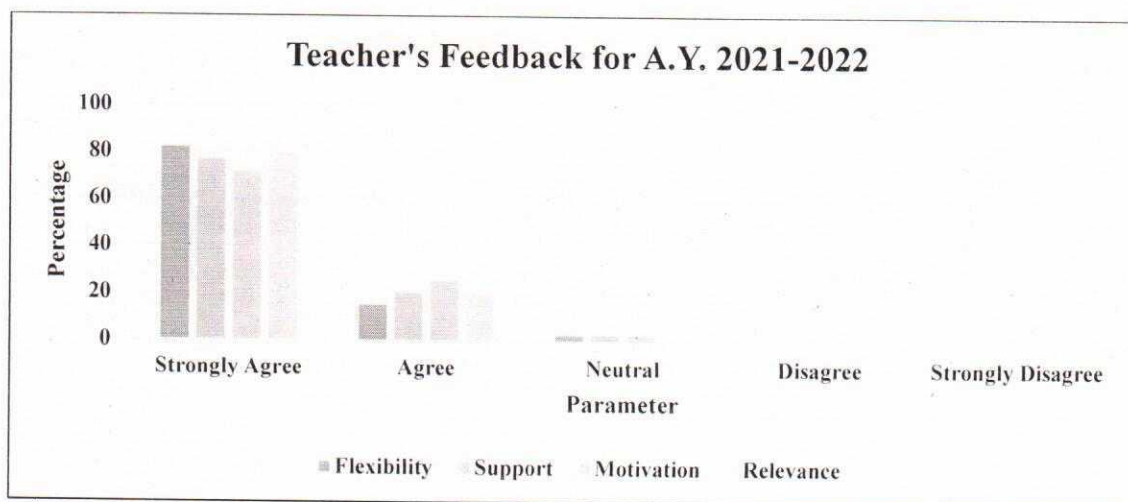 Teacher's Feedback for A.Y. 2021-2022
100
80
60
40
20
0
Percentage
Strongly Agree Agree Neutral Disagree Strongly Disagree
Parameter
Flexibility Support Motivation Relevance